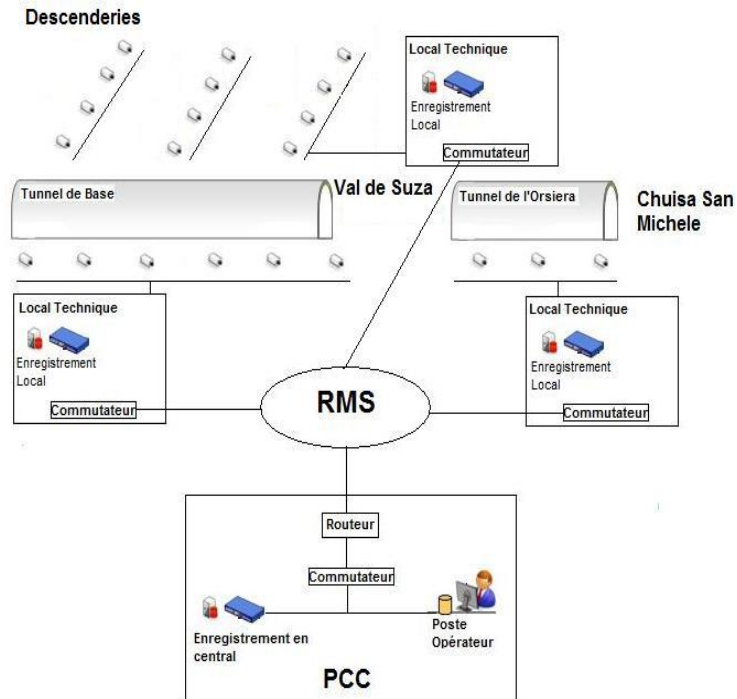 Descenderies
Local Technique
Enregistrement
Local
Commutateur
Tunnel de Base
Val de Suza
Tunnel de l'Orsiera
Chuisa San
Michele
Local Technique
Enregistrement
Local
Commutateur
RMS
Local Technique
Enregistrement
Local
Commutateur
Routeur
Commutateur
Enregistrement en
central
Poste
Opérateur
PCC